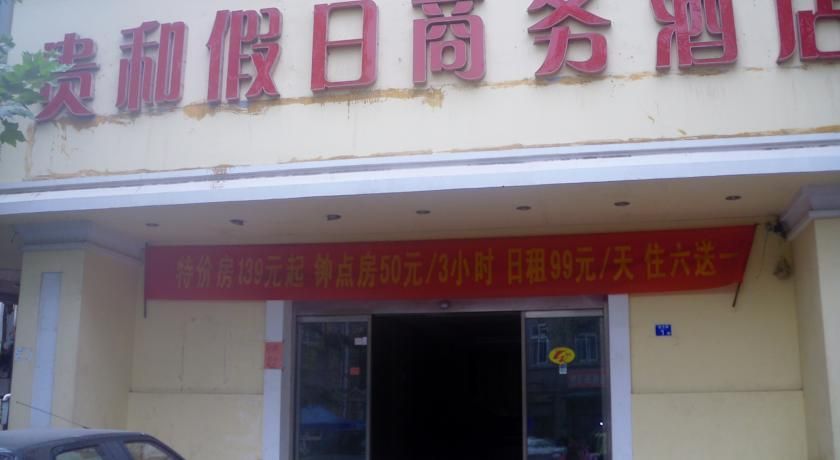 贵和假日商务酒店
特价房139元起 钟点房50元/3小时 日租99元/天 住六送一